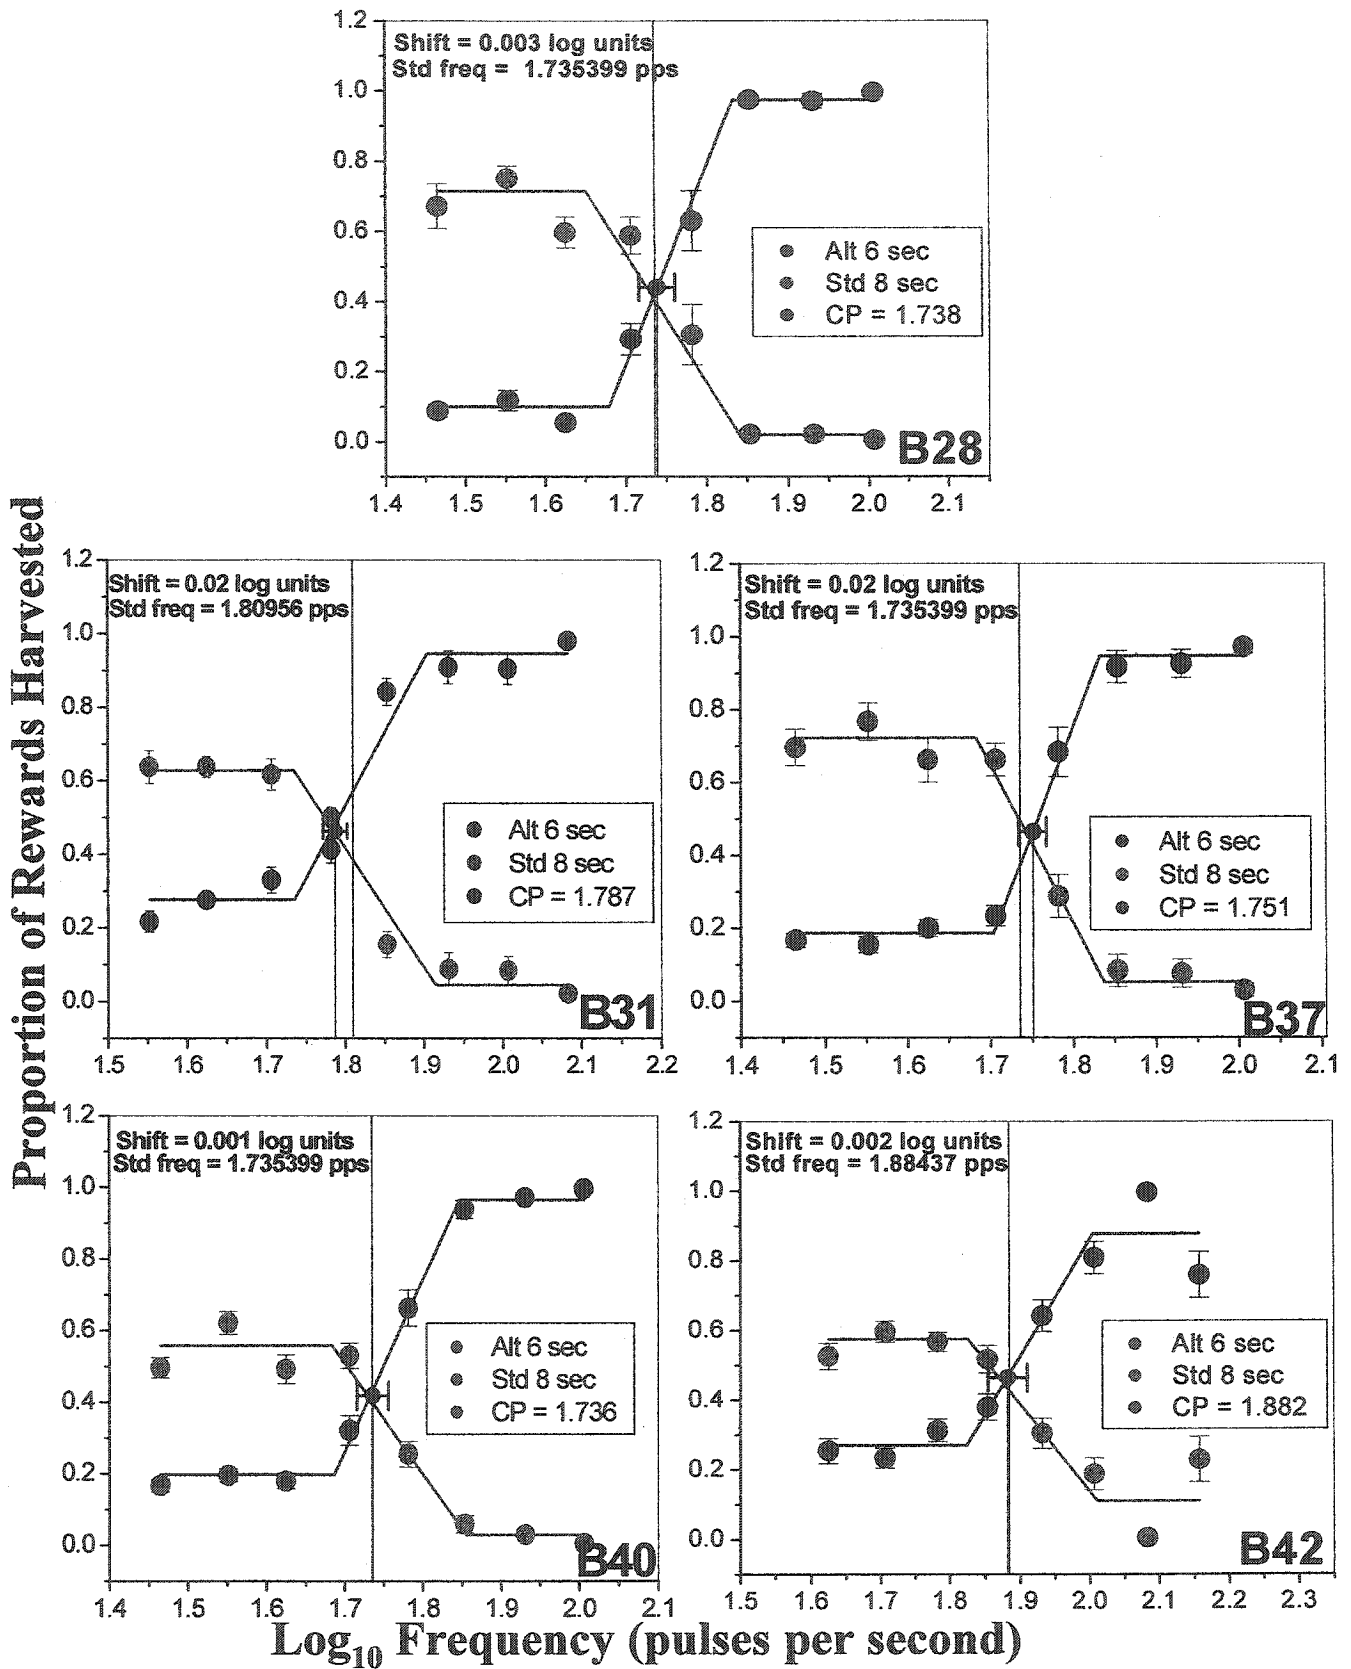 Proportion of Rewards Harvested
Shift = 0.003 log units
Std freq = 1.735399 pps
1.2
1.0
0.8
0.6
0.4
0.2
0.0
Alt 6 sec
Std 8 sec
CP = 1.738
B28
1.4 1.5 1.6 1.7 1.8 1.9 2.0 2.1
Shift = 0.02 log units
Std freq = 1.80956 pps
1.2
1.0
0.8
0.6
0.4
0.2
0.0
Alt 6 sec
Std 8 sec
CP = 1.787
B31
1.5 1.6 1.7 1.8 1.9 2.0 2.1 2.2
Shift = 0.02 log units
Std freq = 1.735399 pps
1.2
1.0
0.8
0.6
0.4
0.2
0.0
Alt 6 sec
Std 8 sec
CP = 1.751
B37
1.4 1.5 1.6 1.7 1.8 1.9 2.0 2.1
Shift = 0.001 log units
Std freq = 1.735399 pps
1.2
1.0
0.8
0.6
0.4
0.2
0.0
Alt 6 sec
Std 8 sec
CP = 1.736
B40
1.4 1.5 1.6 1.7 1.8 1.9 2.0 2.1
Shift = 0.002 log units
Std freq = 1.88437 pps
1.2
1.0
0.8
0.6
0.4
0.2
0.0
Alt 6 sec
Std 8 sec
CP = 1.882
B42
1.5 1.6 1.7 1.8 1.9 2.0 2.1 2.2 2.3
Log10 Frequency (pulses per second)